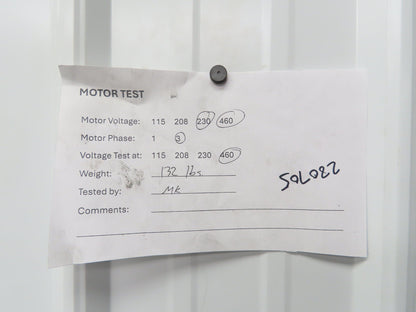 MOTOR TEST
Motor Voltage: 115 208 230 460
Motor Phase: 1 3
Voltage Test at: 115 208 230 460
Weight: 132 lbs.
Tested by: MK
Comments:
SOLO22